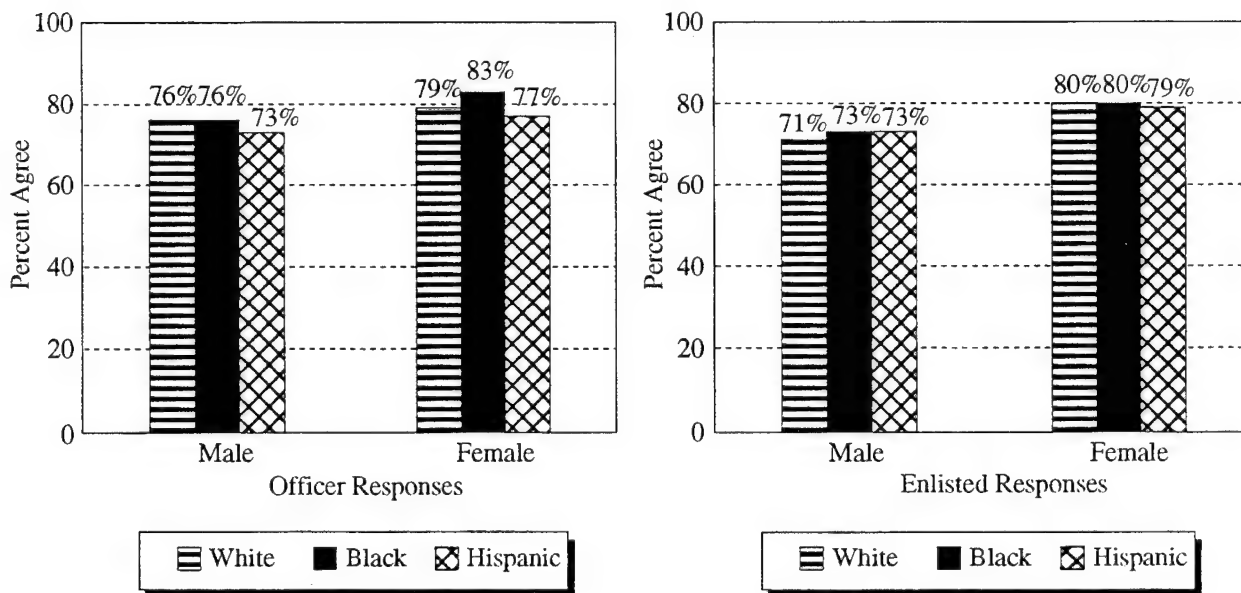 100
80
60
40
20
0
Percent Agree
76% 76% 73%
79% 83% 77%
Male Female
Officer Responses
White Black Hispanic
100
80
60
40
20
0
Percent Agree
71% 73% 73%
80% 80% 79%
Male Female
Enlisted Responses
White Black Hispanic